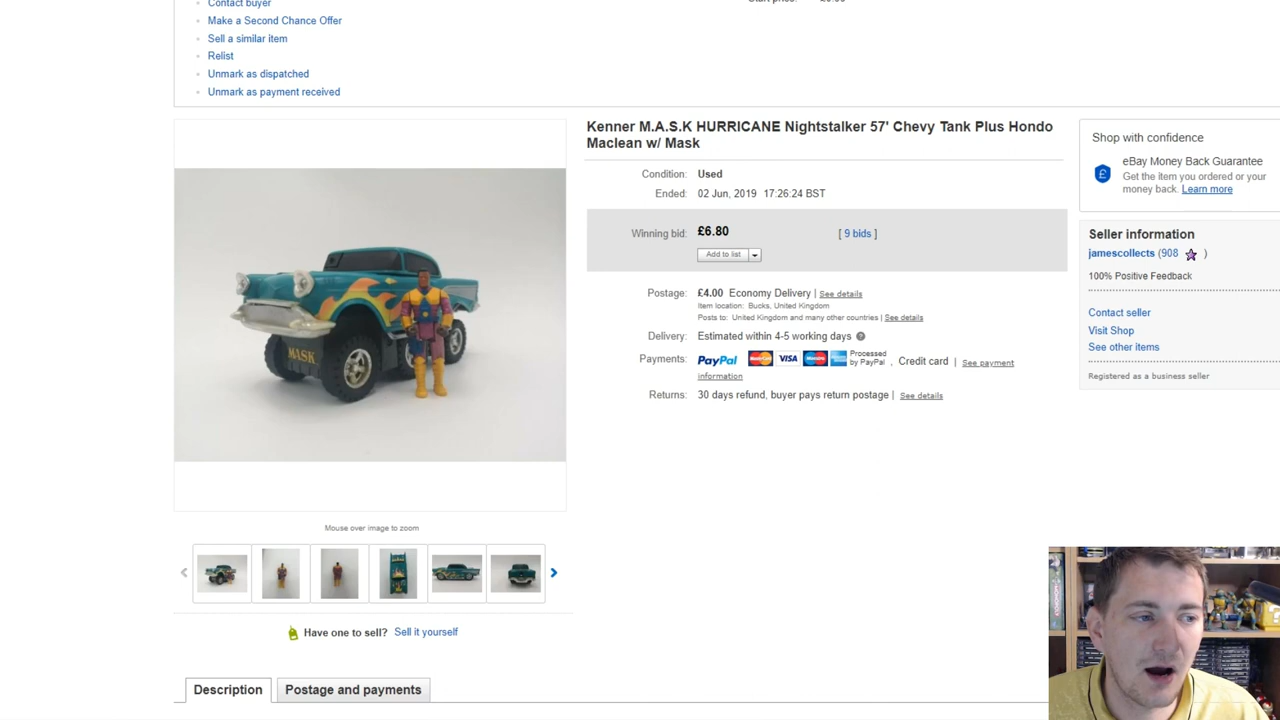 Contact buyer
Make a Second Chance Offer
Sell a similar item
Relist
Unmark as dispatched
Unmark as payment received
Kenner M.A.S.K HURRICANE Nightstalker 57' Chevy Tank Plus Hondo
Maclean w/ Mask
Condition: Used
Ended: 02 Jun, 2019 17:26:24 BST
Winning bid: £6.80 [ 9 bids ]
Add to list
Postage: £4.00 Economy Delivery | See details
Item location: Bucks, United Kingdom
Posts to: United Kingdom and many other countries | See details
Delivery: Estimated within 4-5 working days
Payments: PayPal MasterCard VISA Maestro Processed by PayPal , Credit card | See payment
information
Returns: 30 days refund, buyer pays return postage | See details
MASK
Mouse over image to zoom
Have one to sell? Sell it yourself
Description
Postage and payments
Shop with confidence
eBay Money Back Guarantee
Get the item you ordered or your
money back. Learn more
Seller information
jamescollects (908 )
100% Positive Feedback
Contact seller
Visit Shop
See other items
Registered as a business seller